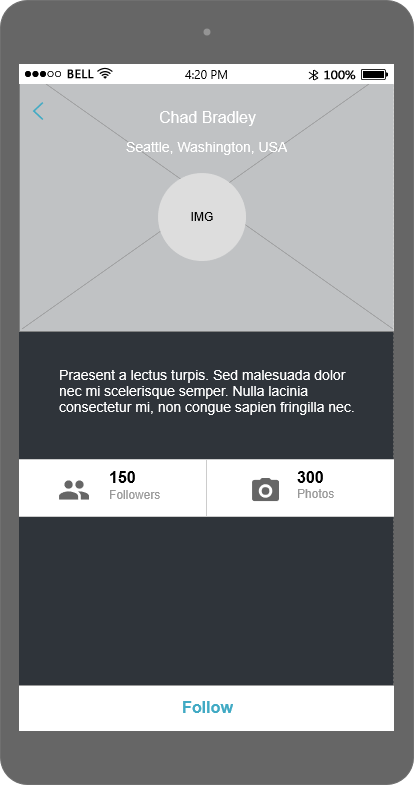 BELL 4:20 PM 100%
Chad Bradley
Seattle, Washington, USA
IMG
Praesent a lectus turpis. Sed malesuada dolor
nec mi scelerisque semper. Nulla lacinia
consectetur mi, non congue sapien fringilla nec.
150 300
Followers Photos
Follow